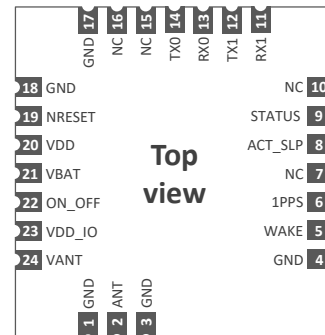 17 16 15 14 13 12 11
GND NC NC TX0 RX0 TX1 RX1
18 GND
19 NRESET
20 VDD
21 VBAT
22 ON_OFF
23 VDD_IO
24 VANT
Top
view
NC 10
STATUS 9
ACT_SLP 8
NC 7
1PPS 6
WAKE 5
GND 4
GND ANT GND
1 2 3